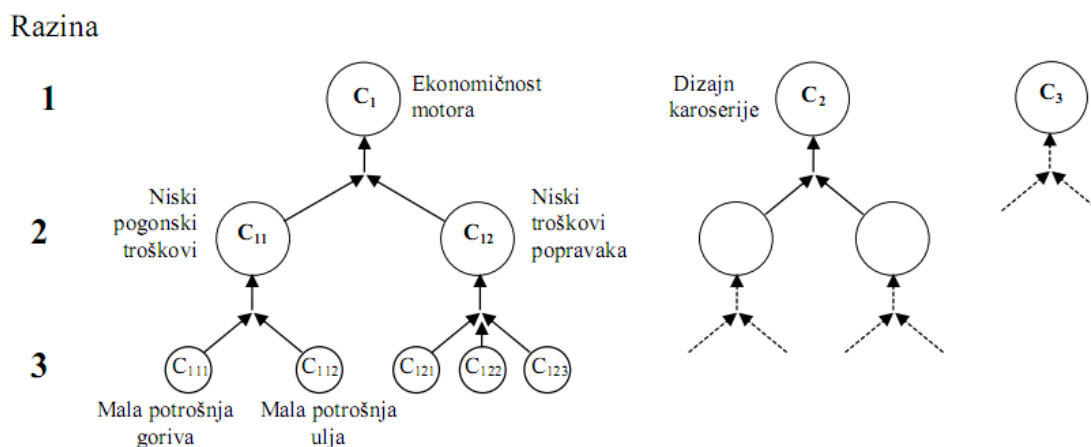 Razina
1
C1
Ekonomičnost
motora
Dizajn
karoserije
C2
C3
2
Niski
pogonski
troškovi
C11
C12
Niski
troškovi
popravaka
3
C111
C112
C121
C122
C123
Mala potrošnja
goriva
Mala potrošnja
ulja